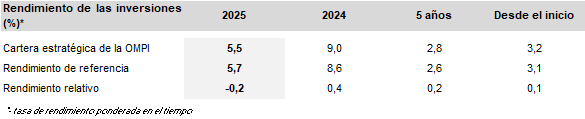 Rendimiento de las inversiones (%)* 2025 2024 5 años Desde el inicio
Cartera estratégica de la OMPI 5,5 9,0 2,8 3,2
Rendimiento de referencia 5,7 8,6 2,6 3,1
Rendimiento relativo -0,2 0,4 0,2 0,1
*- tasa de rendimiento ponderada en el tiempo